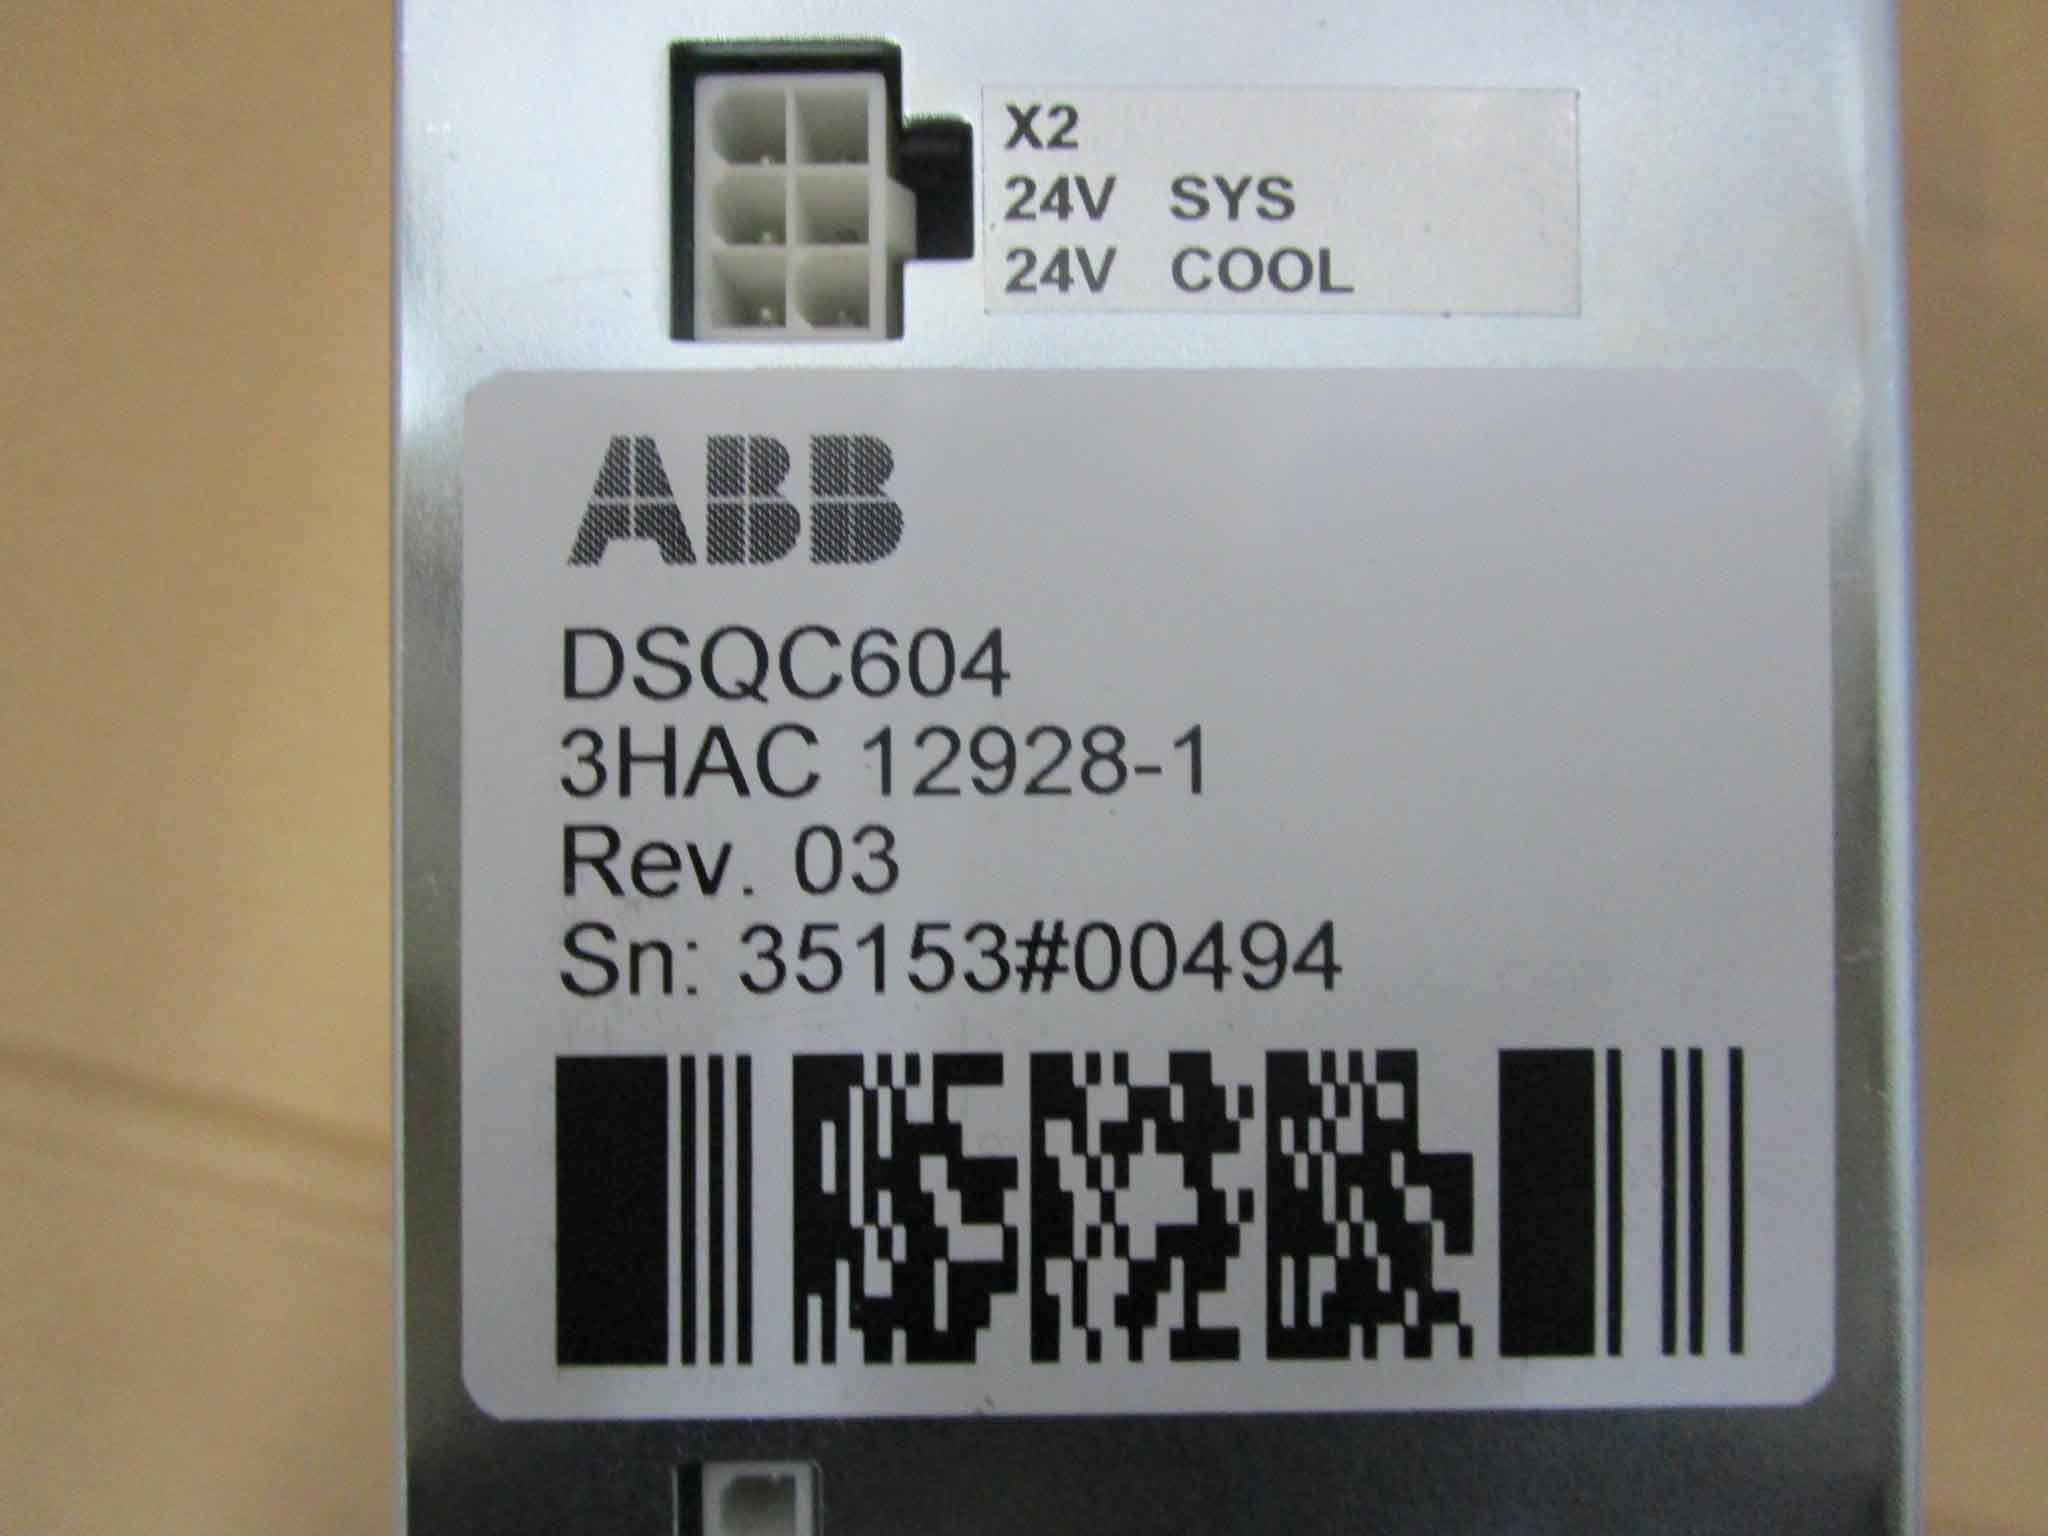 X2
24V SYS
24V COOL
ABB
DSQC604
3HAC 12928-1
Rev. 03
Sn: 35153#00494